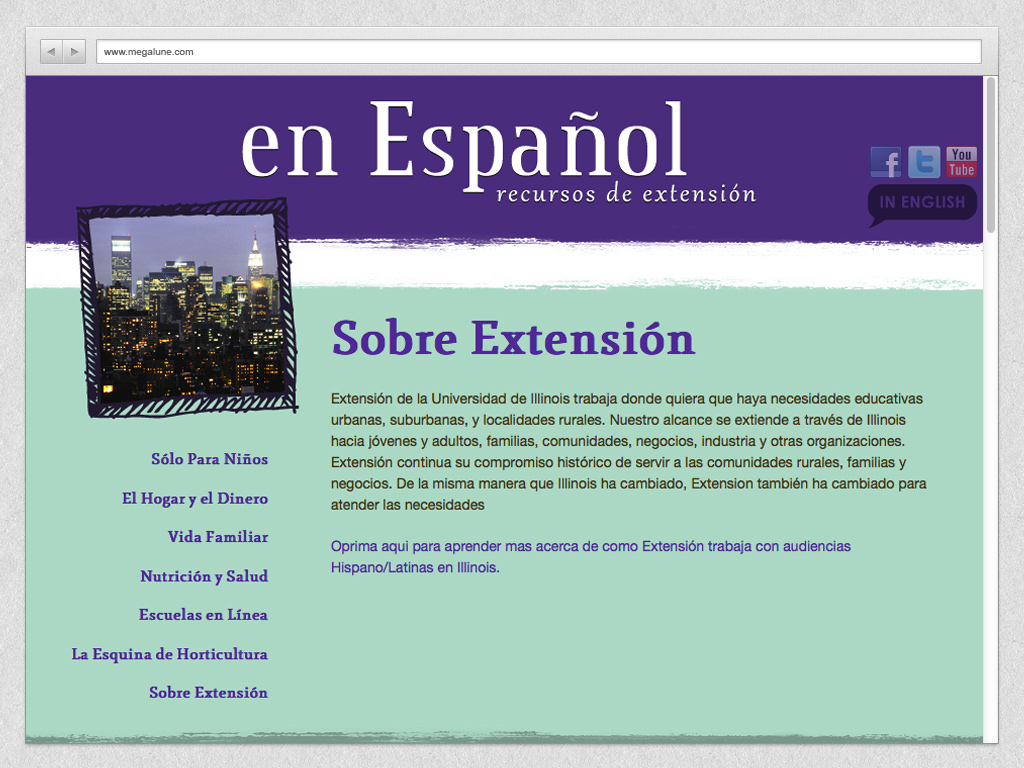 www.megalune.com
en Español
recursos de extensión
You
Tube
IN ENGLISH
Sobre Extensión
Extensión de la Universidad de Illinois trabaja donde quiera que haya necesidades educativas
urbanas, suburbanas, y localidades rurales. Nuestro alcance se extiende a través de Illinois
hacia jóvenes y adultos, familias, comunidades, negocios, industria y otras organizaciones.
Extensión continua su compromiso histórico de servir a las comunidades rurales, familias y
negocios. De la misma manera que Illinois ha cambiado, Extension también ha cambiado para
atender las necesidades
Oprima aqui para aprender mas acerca de como Extensión trabaja con audiencias
Hispano/Latinas en Illinois.
Sólo Para Niños
El Hogar y el Dinero
Vida Familiar
Nutrición y Salud
Escuelas en Línea
La Esquina de Horticultura
Sobre Extensión